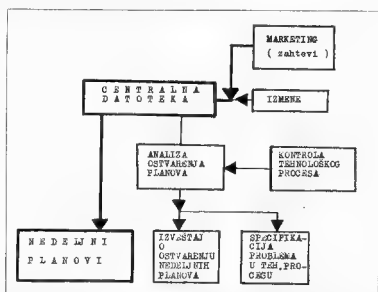 MARKETING
( zahtevi )
CENTRALNA
DATOTEKA
IZMENE
ANALIZA
OSTVARENJA
PLANOVA
KONTROLA
TEHNOLOŠKOG
PROCESA
NEDELJNI
PLANOVI
IZVEŠTAJ
O
OSTVARENJU
NEDELJNIH
PLANOVA
SPECIFIKA-
CIJA
PROBLEMA
U TEH.PRO-
CESU